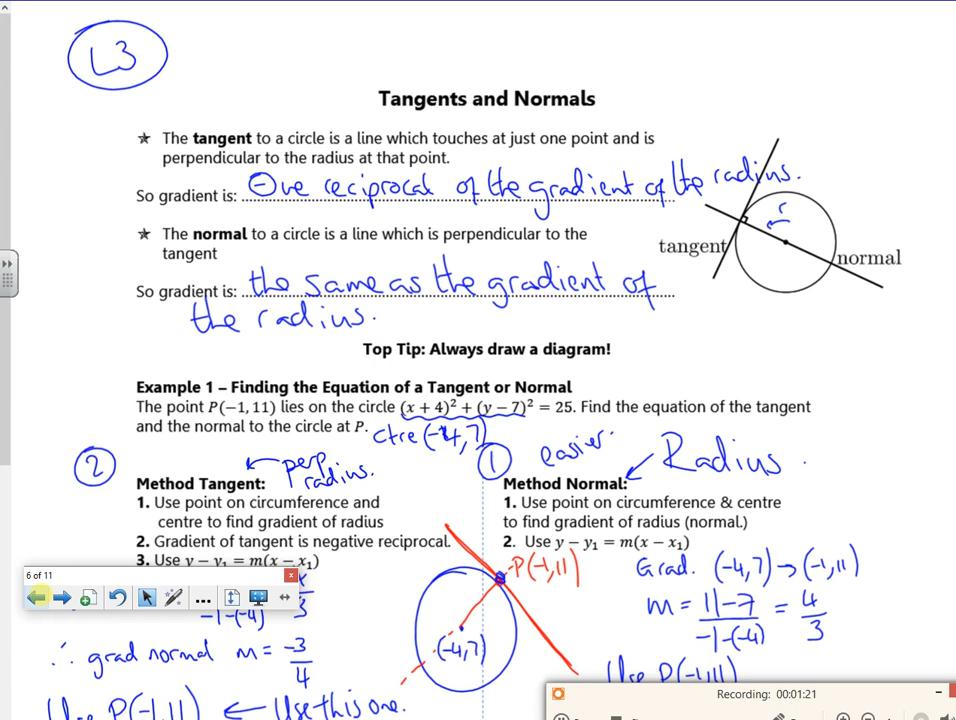 L3
Tangents and Normals
★ The tangent to a circle is a line which touches at just one point and is
perpendicular to the radius at that point.
So gradient is: ⊖ve reciprocal of the gradient of the radius.
★ The normal to a circle is a line which is perpendicular to the
tangent
So gradient is: the same as the gradient of
the radius.
r
tangent
normal
Top Tip: Always draw a diagram!
Example 1 – Finding the Equation of a Tangent or Normal
The point P(−1, 11) lies on the circle (x + 4)² + (y − 7)² = 25. Find the equation of the tangent
and the normal to the circle at P. Ctre (-4,7)
② ← perp radius.
Method Tangent:
1. Use point on circumference and
centre to find gradient of radius
2. Gradient of tangent is negative reciprocal.
3. Use y − y₁ = m(x − x₁)
6 of 11
-1-(-4) 3
∴ grad normal m = -3/4
Use P(-1,11) ← Use this one.
① easier. Radius.
Method Normal:
1. Use point on circumference & centre
to find gradient of radius (normal.)
2. Use y − y₁ = m(x − x₁)
P(-1,11)
(-4,7)
Grad. (-4,7) → (-1,11)
m = 11-7/-1-(-4) = 4/3
Use P(-1,11)
Recording: 00:01:21